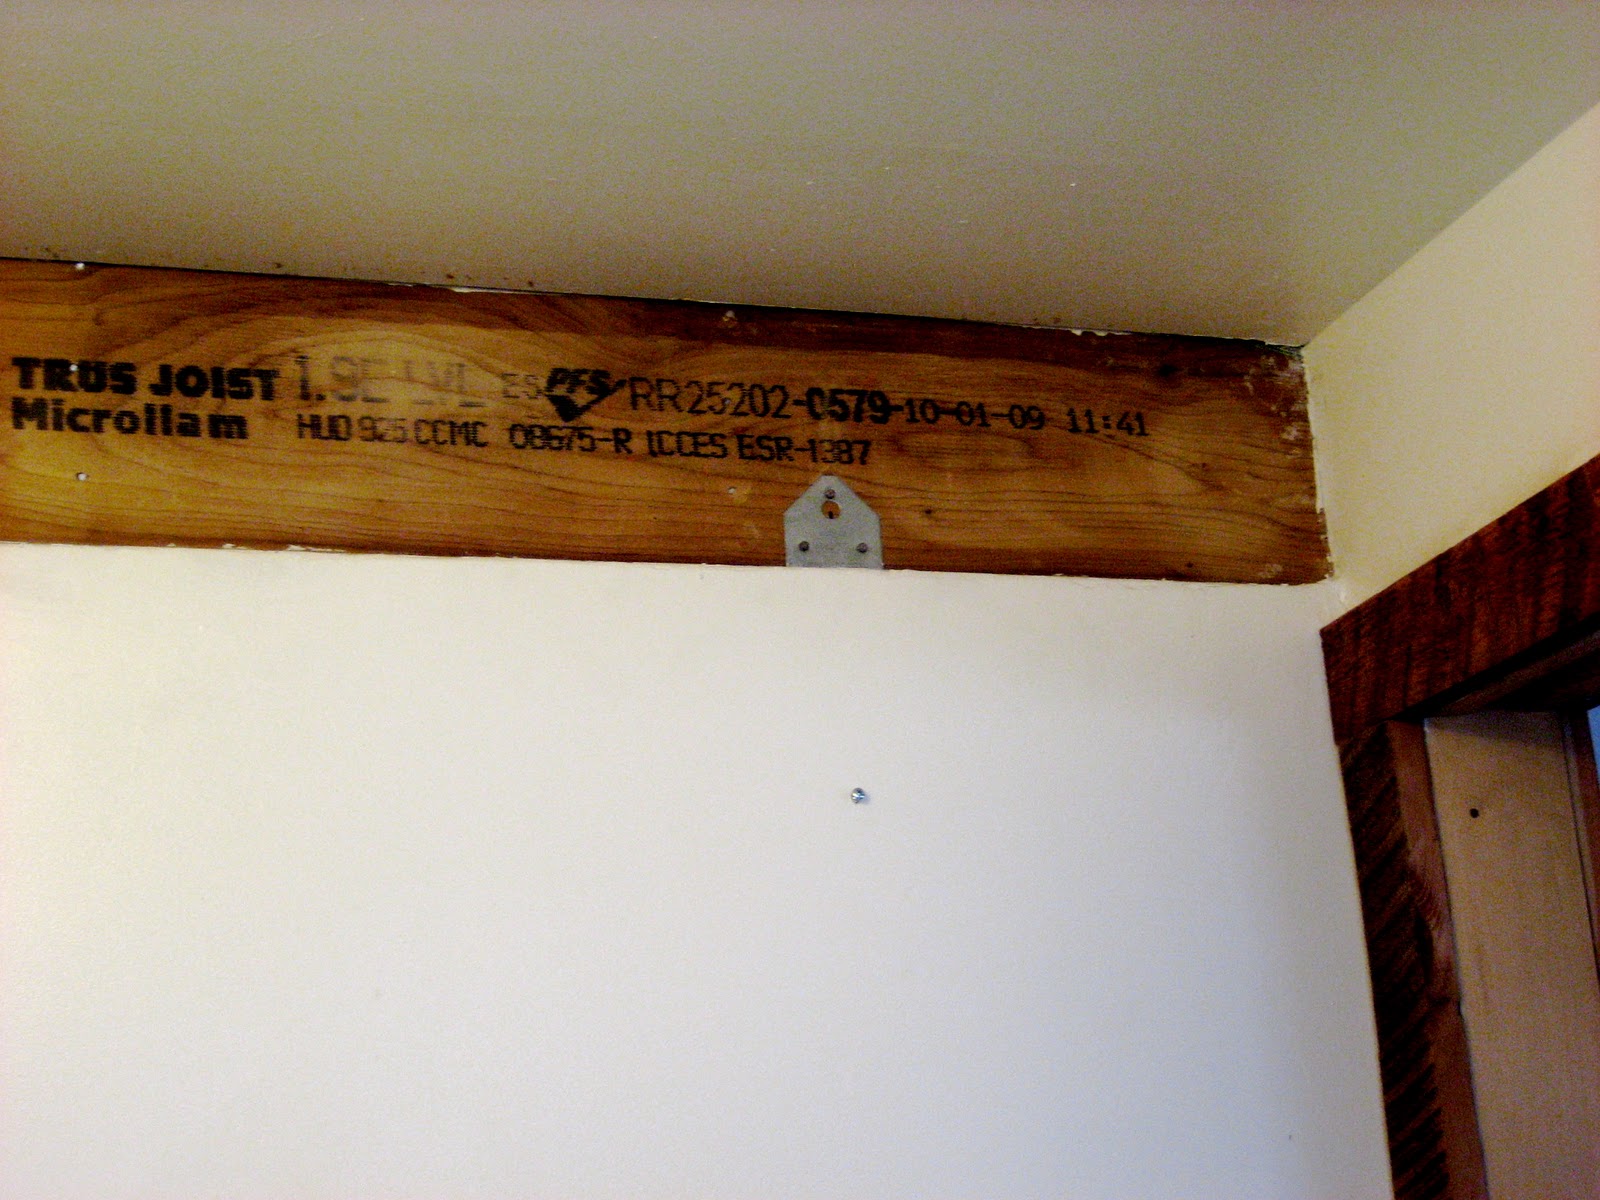 TRUS JOIST 1.9E LVL ES PFS RR25202-0579-10-01-09 11:41
Microllam HUD 925 CCMC 08675-R ICCES ESR-1387